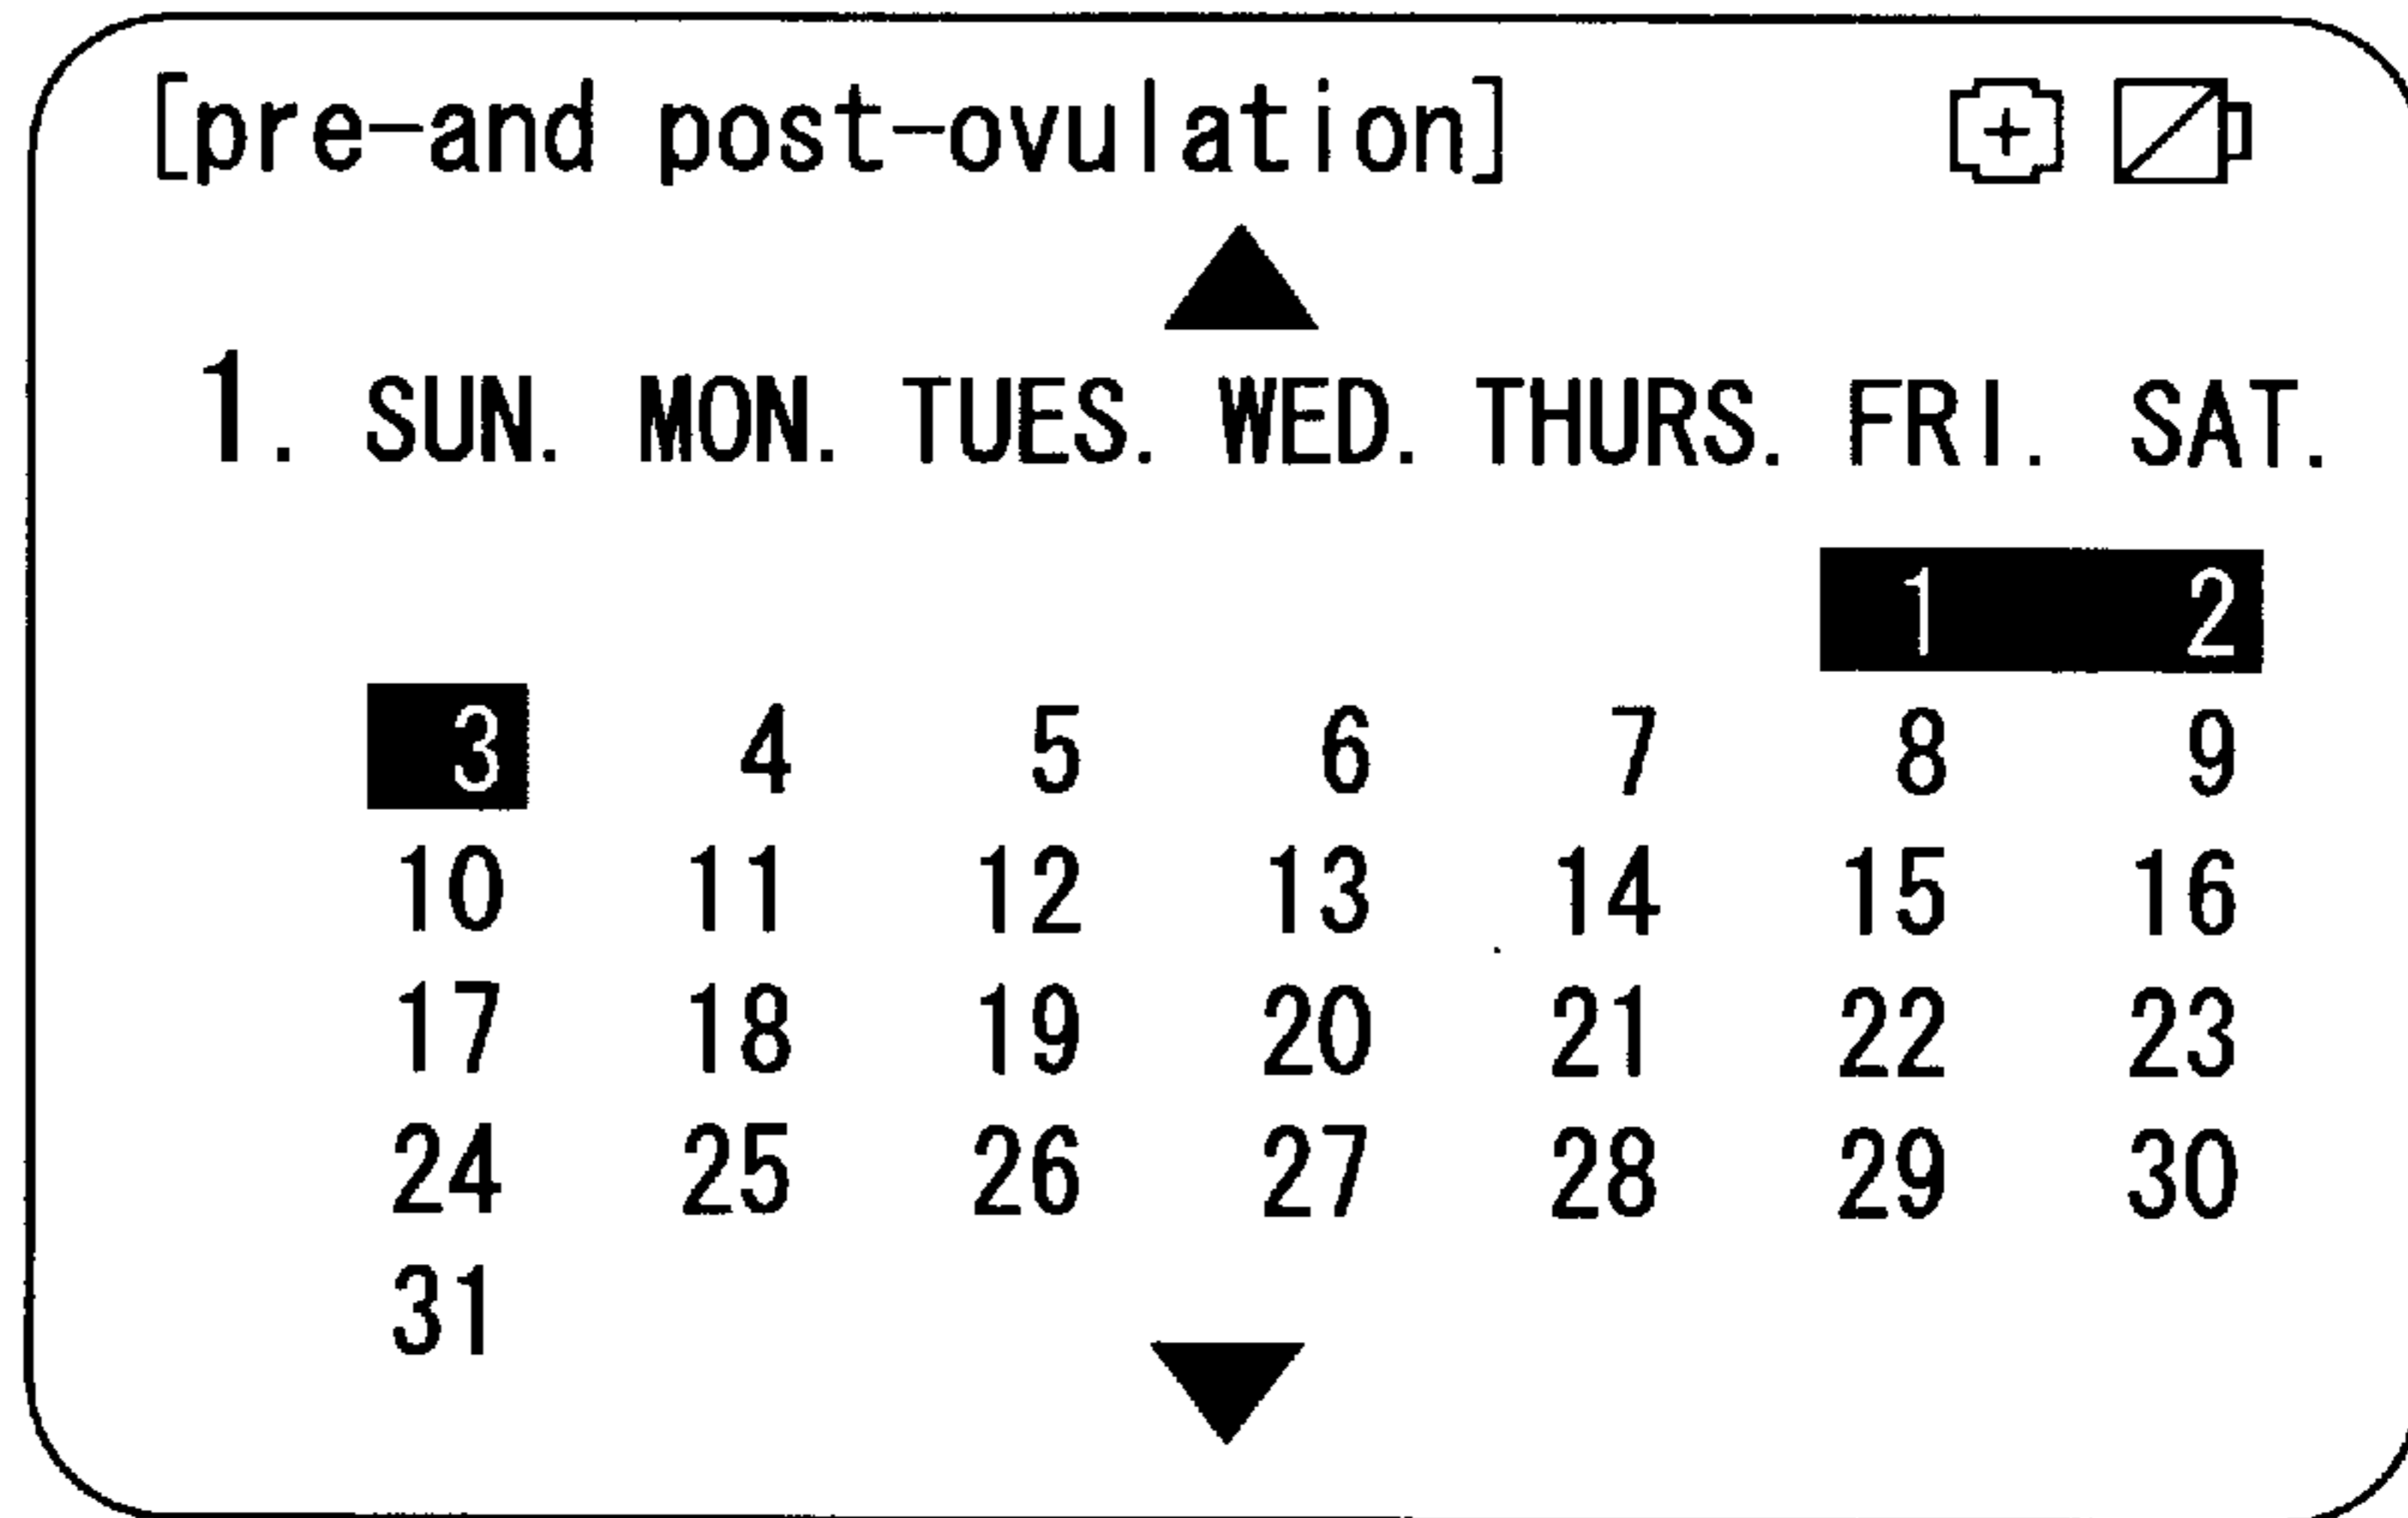 [pre-and post-ovulation]
1. SUN. MON. TUES. WED. THURS. FRI. SAT.
1 2
3 4 5 6 7 8 9
10 11 12 13 14 15 16
17 18 19 20 21 22 23
24 25 26 27 28 29 30
31